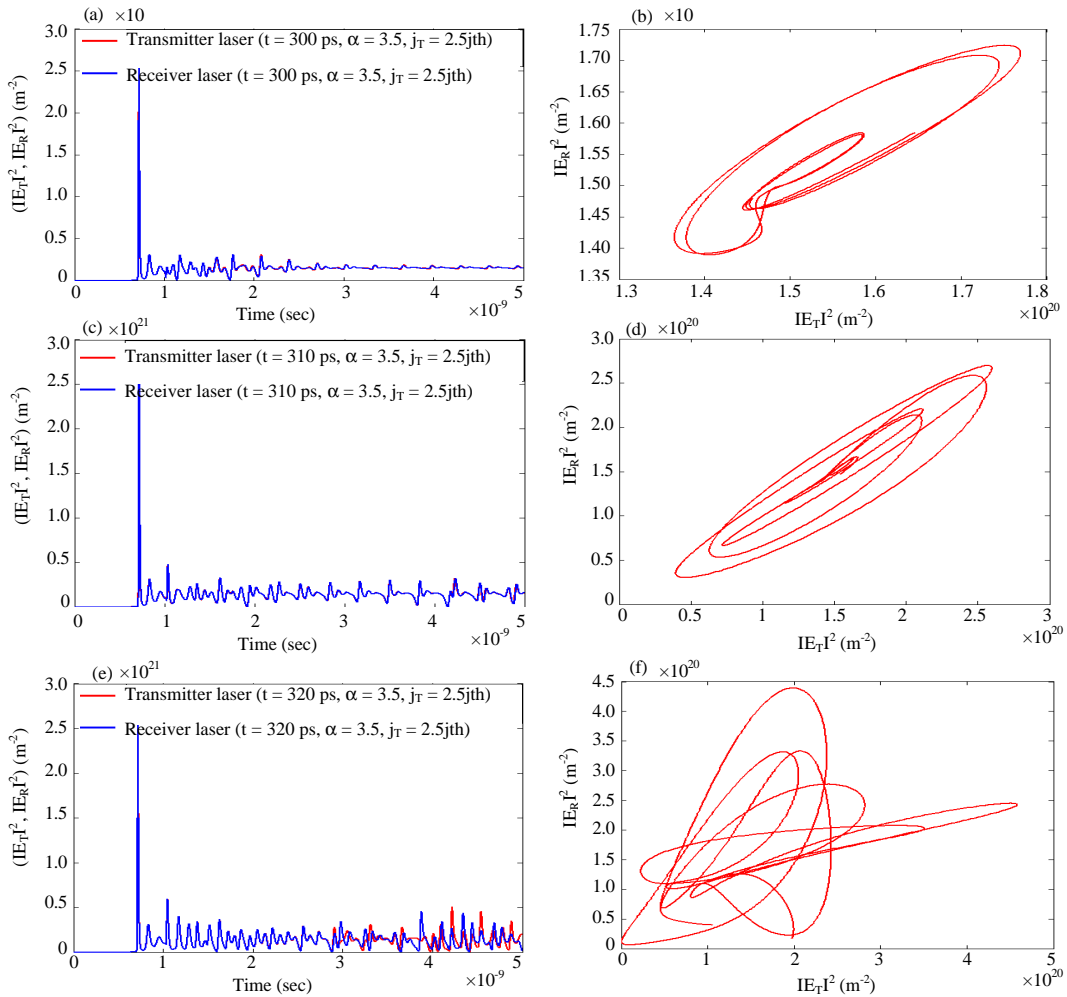 (a) ×10
3.0
2.5
2.0
1.5
1.0
0.50
0
Transmitter laser (t = 300 ps, α = 3.5, jT = 2.5jth)
Receiver laser (t = 300 ps, α = 3.5, jT = 2.5jth)
(IETI², IERI²) (m⁻²)
0 1 2 3 4 5
Time (sec)
×10⁻⁹
(b) ×10
1.75
1.70
1.60
1.50
1.45
1.40
1.35
IERI² (m⁻²)
1.3 1.4 1.5 1.6 1.7 1.8
IETI² (m⁻²)
×10²⁰
(c) ×10²¹
3.0
2.5
2.0
1.5
1.0
0.5
0
Transmitter laser (t = 310 ps, α = 3.5, jT = 2.5jth)
Receiver laser (t = 310 ps, α = 3.5, jT = 2.5jth)
(IETI², IERI²) (m⁻²)
0 1 2 3 4 5
Time (sec)
×10⁻⁹
(d) ×10²⁰
3.0
2.5
2.0
1.5
1.0
0.5
0
IERI² (m⁻²)
0 1 2 3
IETI² (m⁻²)
×10²⁰
(e) ×10²¹
3.0
2.5
2.0
1.5
1.0
0.5
0
Transmitter laser (t = 320 ps, α = 3.5, jT = 2.5jth)
Receiver laser (t = 320 ps, α = 3.5, jT = 2.5jth)
(IETI², IERI²) (m⁻²)
0 1 2 3 4 5
Time (sec)
×10⁻⁹
(f) ×10²⁰
4.5
4.0
3.5
3.0
2.5
2.0
1.5
1.0
0.5
0
IERI² (m⁻²)
0 1 2 3 4 5
IETI² (m⁻²)
×10²⁰